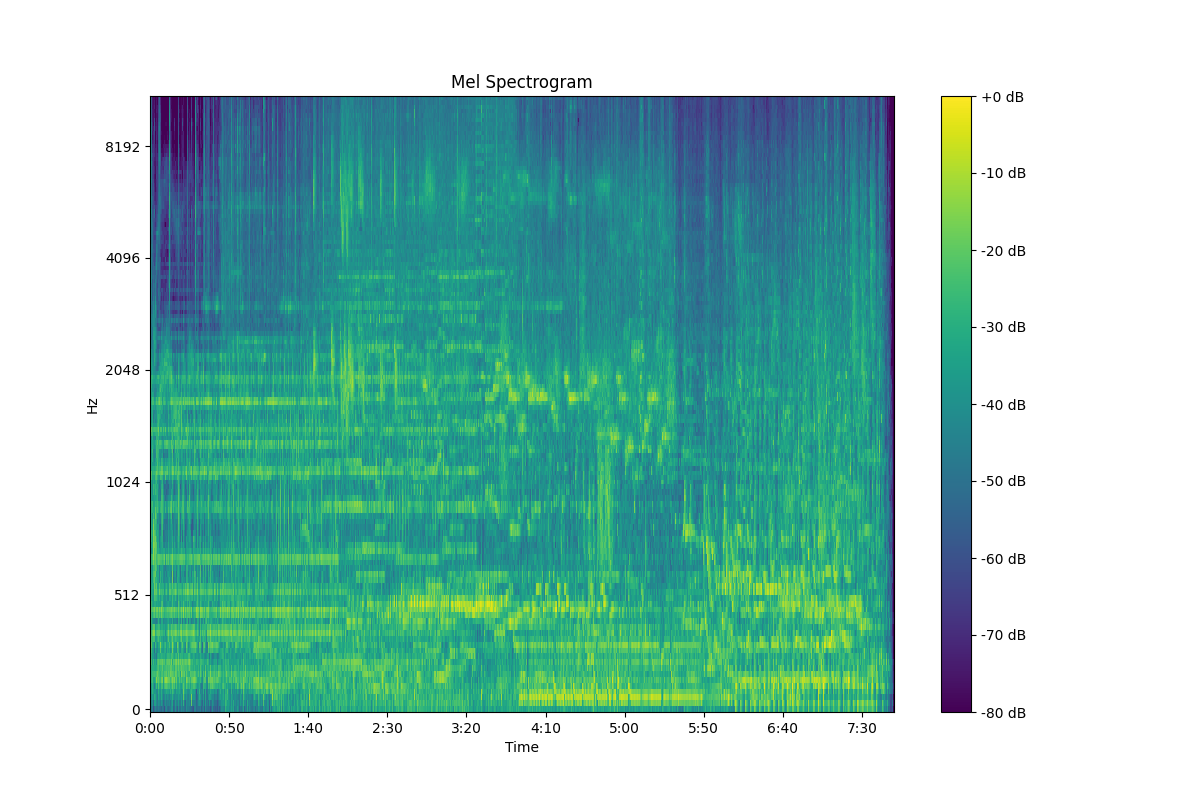 Mel Spectrogram
+0 dB
8192
-10 dB
-20 dB
4096
-30 dB
2048
-40 dB
Hz
1024
-50 dB
-60 dB
512
-70 dB
0
-80 dB
0:00 0:50 1:40 2:30 3:20 4:10 5:00 5:50 6:40 7:30
Time